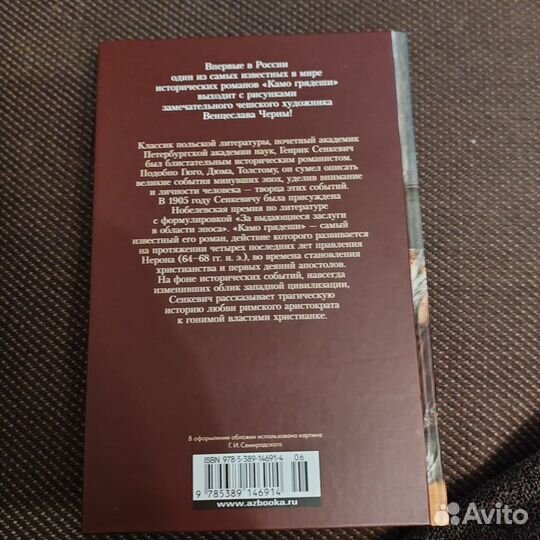 Впервые в России
один из самых известных в мире
исторических романов «Камо грядеши»
выходит с рисунками
замечательного чешского художника
Венцеслава Черны!
Классик польской литературы, почетный академик
Петербургской академии наук, Генрик Сенкевич
был блистательным историческим романистом.
Подобно Гюго, Дюма, Толстому, он сумел описать
великие события минувших эпох, уделив внимание
и личности человека — творца этих событий.
В 1905 году Сенкевичу была присуждена
Нобелевская премия по литературе
с формулировкой «За выдающиеся заслуги
в области эпоса». «Камо грядеши» — самый
известный его роман, действие которого развивается
на протяжении четырех последних лет правления
Нерона (64–68 гг. н. э.), во времена становления
христианства и первых деяний апостолов.
На фоне исторических событий, навсегда
изменивших облик западной цивилизации,
Сенкевич рассказывает трагическую
историю любви римского аристократа
к гонимой властями христианке.
В оформлении обложки использована картина
Г. И. Семирадского
ISBN 978-5-389-14691-4
06
9 785389 146914
www.azbooka.ru
Avito